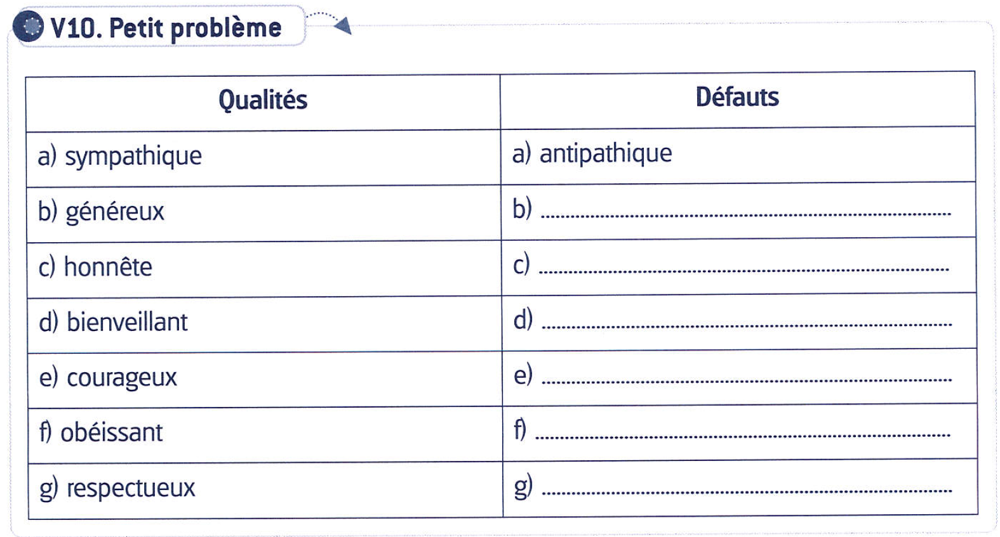 V10. Petit problème
Qualités Défauts
a) sympathique a) antipathique
b) généreux b) ................
c) honnête c) ................
d) bienveillant d) ................
e) courageux e) ................
f) obéissant f) ................
g) respectueux g) ................